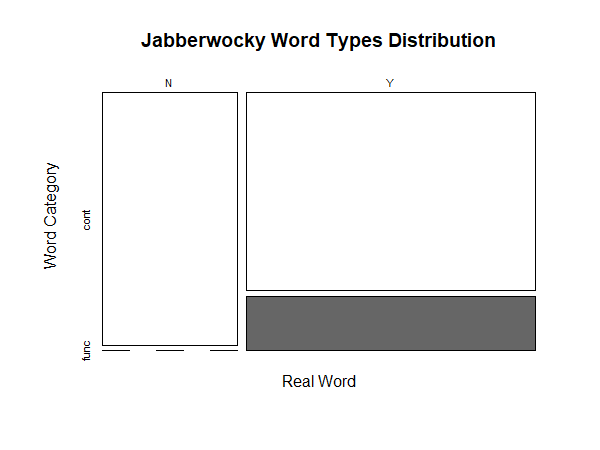 Jabberwocky Word Types Distribution
N
Y
Word Category
cont
func
Real Word